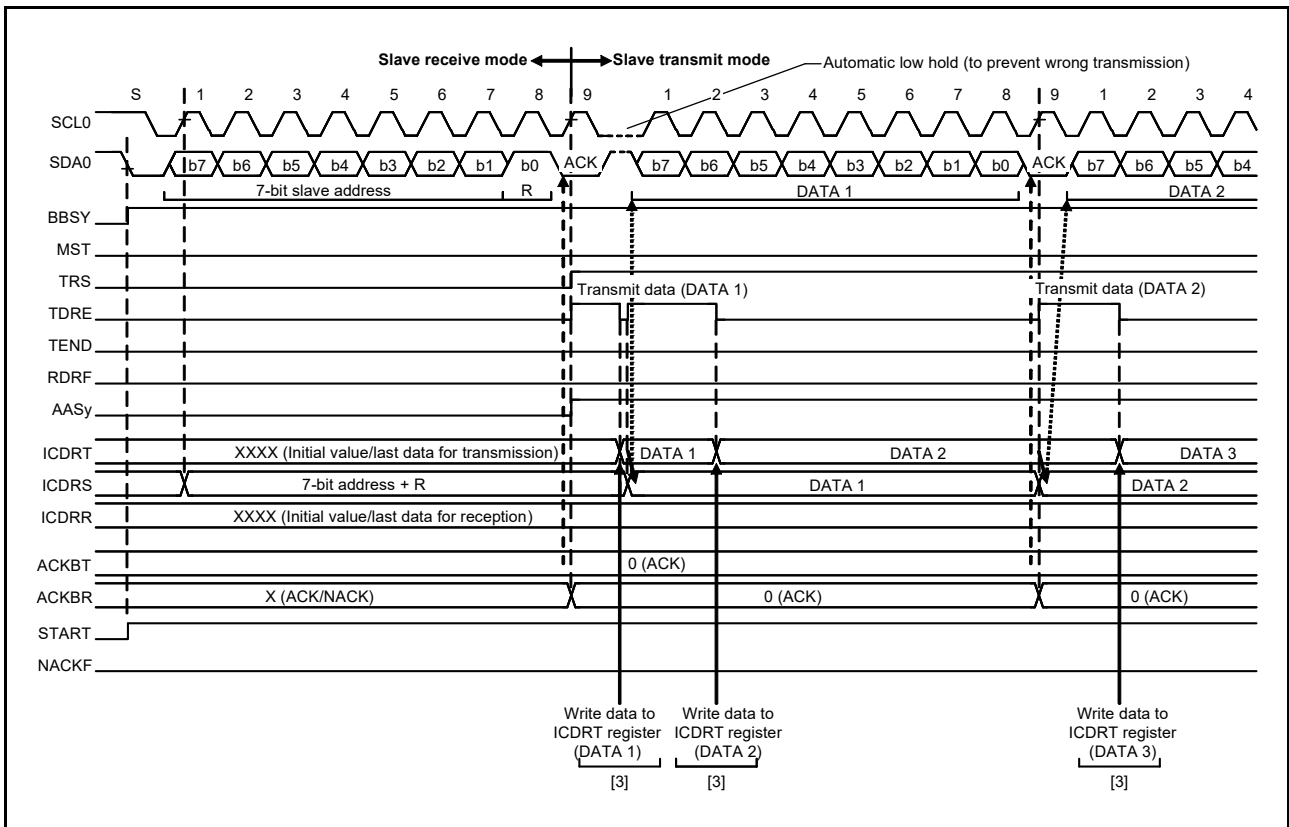 Slave receive mode Slave transmit mode
Automatic low hold (to prevent wrong transmission)
S 1 2 3 4 5 6 7 8 9 1 2 3 4 5 6 7 8 9 1 2 3 4
SCL0
SDA0 b7 b6 b5 b4 b3 b2 b1 b0 ACK b7 b6 b5 b4 b3 b2 b1 b0 ACK b7 b6 b5 b4
7-bit slave address R DATA 1 DATA 2
BBSY
MST
TRS
Transmit data (DATA 1) Transmit data (DATA 2)
TDRE
TEND
RDRF
AASy
ICDRT XXXX (Initial value/last data for transmission) DATA 1 DATA 2 DATA 3
ICDRS 7-bit address + R DATA 1 DATA 2
ICDRR XXXX (Initial value/last data for reception)
ACKBT 0 (ACK)
ACKBR X (ACK/NACK) 0 (ACK) 0 (ACK)
START
NACKF
Write data to Write data to Write data to
ICDRT register ICDRT register ICDRT register
(DATA 1) (DATA 2) (DATA 3)
[3] [3] [3]